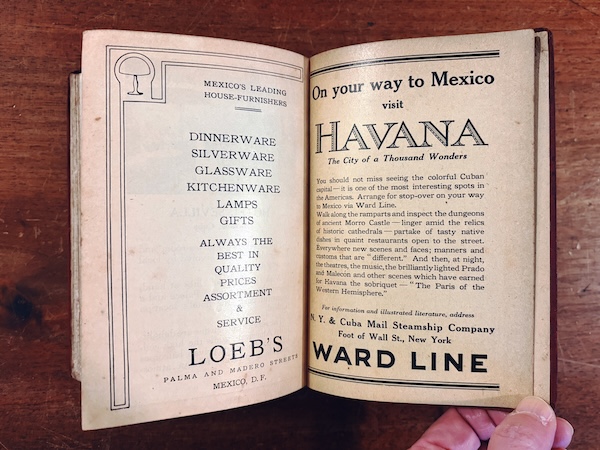 MEXICO'S LEADING
HOUSE-FURNISHERS
DINNERWARE
SILVERWARE
GLASSWARE
KITCHENWARE
LAMPS
GIFTS
ALWAYS THE
BEST IN
QUALITY
PRICES
ASSORTMENT
&
SERVICE
LOEB'S
PALMA AND MADERO STREETS
MEXICO, D.F.
On your way to Mexico
visit
HAVANA
The City of a Thousand Wonders
You should not miss seeing the colorful Cuban
capital—it is one of the most interesting spots in
the Americas. Arrange for stop-over on your way
to Mexico via Ward Line.
Walk along the ramparts and inspect the dungeons
of ancient Morro Castle—linger amid the relics
of historic cathedrals—partake of tasty native
dishes in quaint restaurants open to the street.
Everywhere new scenes and faces; manners and
customs that are "different." And then, at night,
the theatres, the music, the brilliantly lighted Prado
and Malecon and other scenes which have earned
for Havana the sobriquet—"The Paris of the
Western Hemisphere."
For information and illustrated literature, address
N. Y. & Cuba Mail Steamship Company
Foot of Wall St., New York
WARD LINE